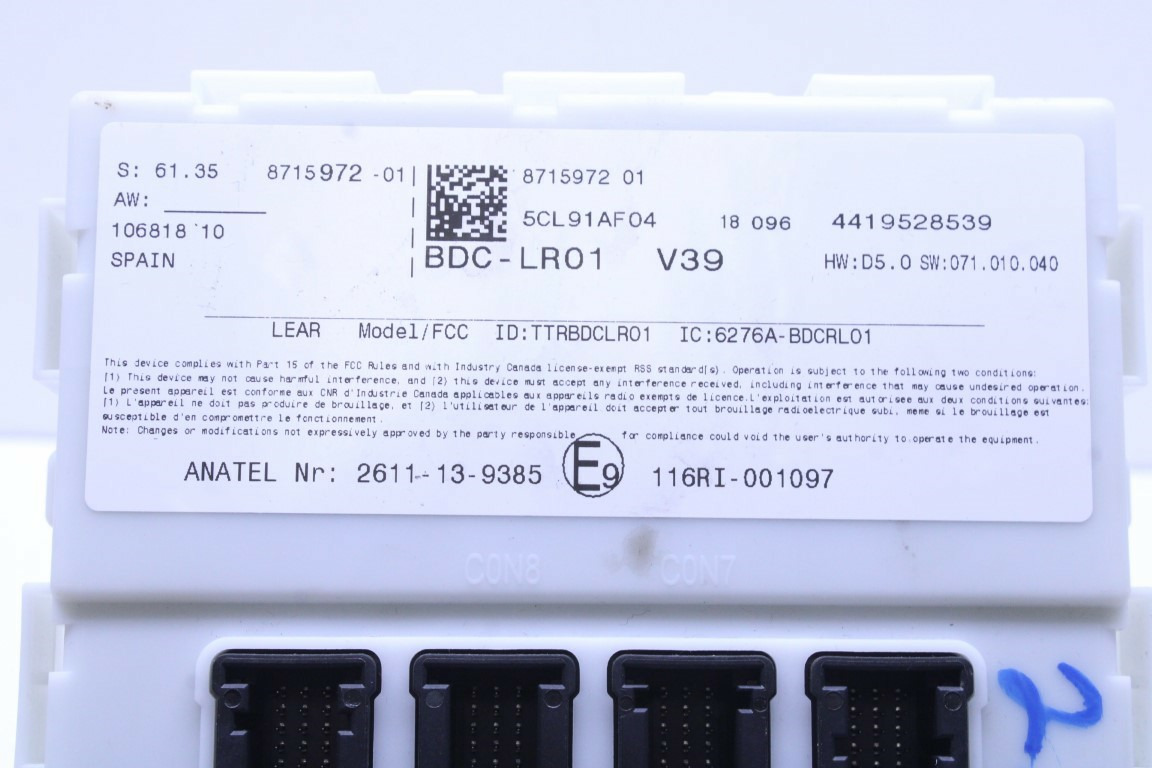 S: 61.35 8715972 -01
AW:
106818 10
SPAIN
8715972 01
5CL91AF04 18 096 4419528539
BDC-LR01 V39 HW:D5.0 SW:071.010.040
LEAR Model/FCC ID:TTRBDCLR01 IC:6276A-BDCRL01
This device complies with Part 15 of the FCC Rules and with Industry Canada license-exempt RSS standard(s). Operation is subject to the following two conditions:
(1) This device may not cause harmful interference, and (2) this device must accept any interference received, including interference that may cause undesired operation.
Le present appareil est conforme aux CNR d'Industrie Canada applicables aux appareils radio exempts de licence.L'exploitation est autorisee aux deux conditions suivantes:
(1) L'appareil ne doit pas produire de brouillage, et (2) l'utilisateur de l'appareil doit accepter tout brouillage radioelectrique subi, meme si le brouillage est
susceptible d'en compromettre le fonctionnement.
Note: Changes or modifications not expressively approved by the party responsible for compliance could void the user's authority to operate the equipment.
ANATEL Nr: 2611-13-9385 E9 116RI-001097
CON8 CON7